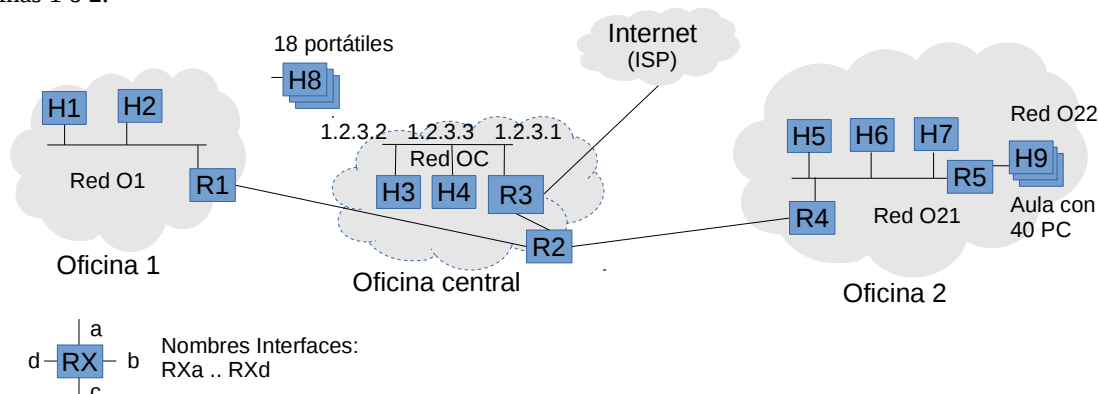 18 portátiles
Internet
(ISP)
H8
H1
H2
1.2.3.2
1.2.3.3
1.2.3.1
Red O22
H5
H6
H7
H9
Red OC
Red O1
R1
H3
H4
R3
R5
Aula con
40 PC
R4
Red O21
R2
Oficina 1
Oficina central
Oficina 2
a
d
RX
b
c
Nombres Interfaces:
RXa .. RXd